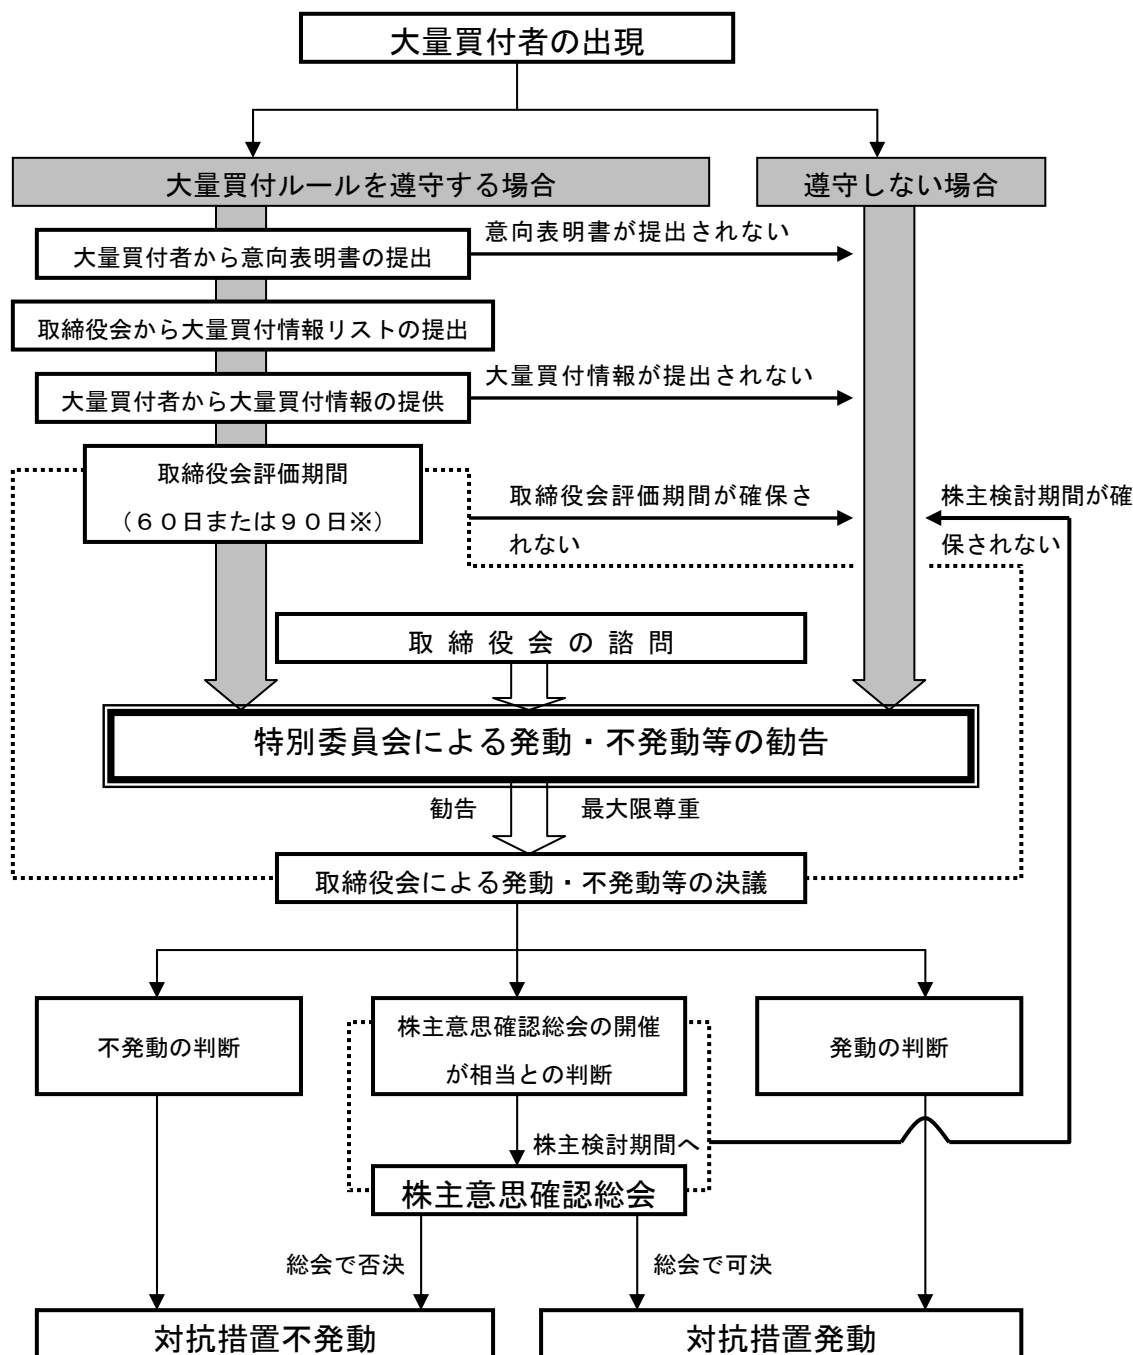 大量買付者の出現
大量買付ルールを遵守する場合
遵守しない場合
意向表明書が提出されない
大量買付者から意向表明書の提出
取締役会から大量買付情報リストの提出
大量買付情報が提出されない
大量買付者から大量買付情報の提供
取締役会評価期間
（６０日または９０日※）
取締役会評価期間が確保さ
れない
株主検討期間が確
保されない
取締役会の諮問
特別委員会による発動・不発動等の勧告
勧告
最大限尊重
取締役会による発動・不発動等の決議
不発動の判断
株主意思確認総会の開催
が相当との判断
発動の判断
株主検討期間へ
株主意思確認総会
総会で否決
総会で可決
対抗措置不発動
対抗措置発動